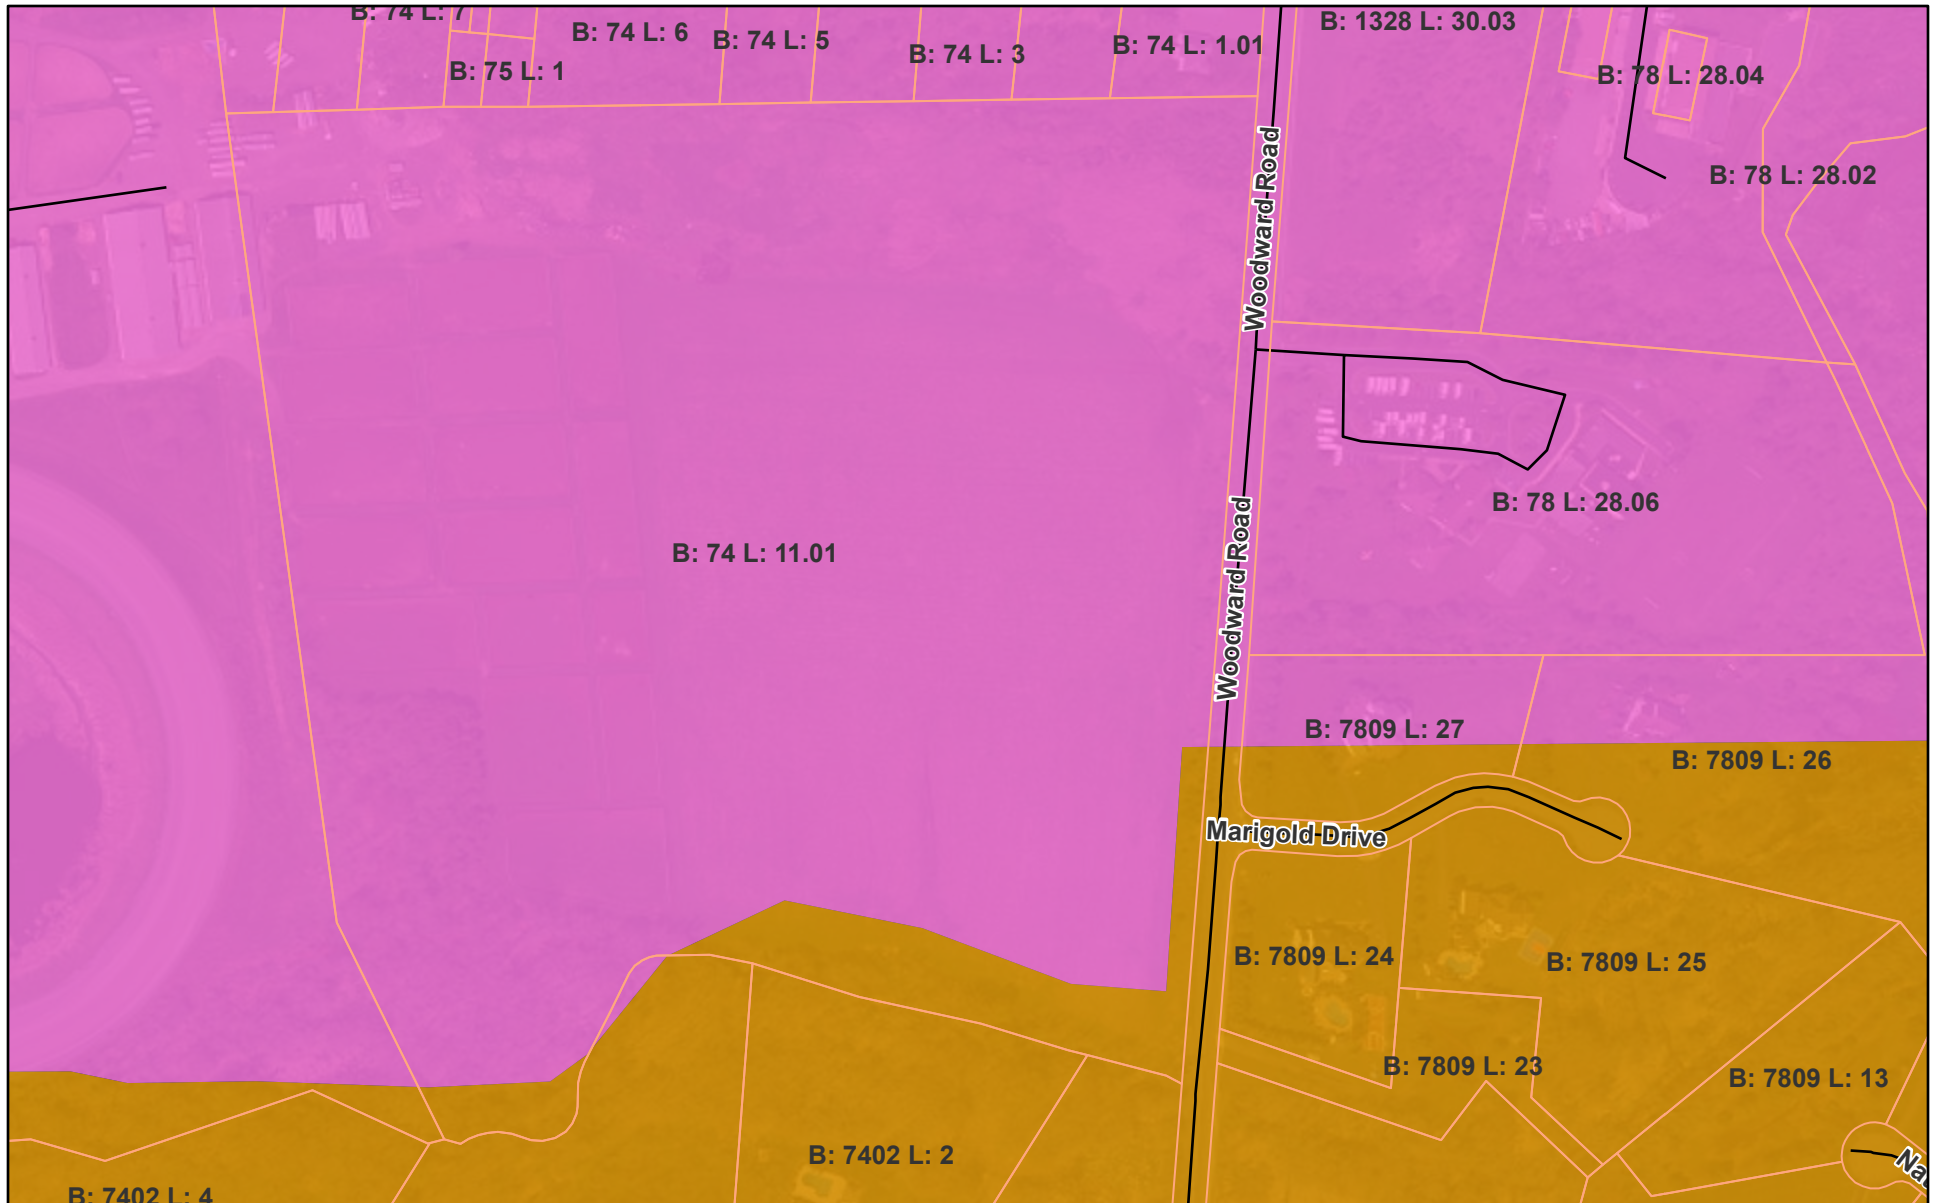 B: 74 L: 7
B: 74 L: 6
B: 74 L: 5
B: 74 L: 3
B: 74 L: 1.01
B: 1328 L: 30.03
B: 75 L: 1
B: 78 L: 28.04
B: 78 L: 28.02
Woodward Road
B: 78 L: 28.06
B: 74 L: 11.01
Woodward Road
B: 7809 L: 27
B: 7809 L: 26
Marigold Drive
B: 7809 L: 24
B: 7809 L: 25
B: 7809 L: 23
B: 7809 L: 13
B: 7402 L: 2
B: 7402 L: 4